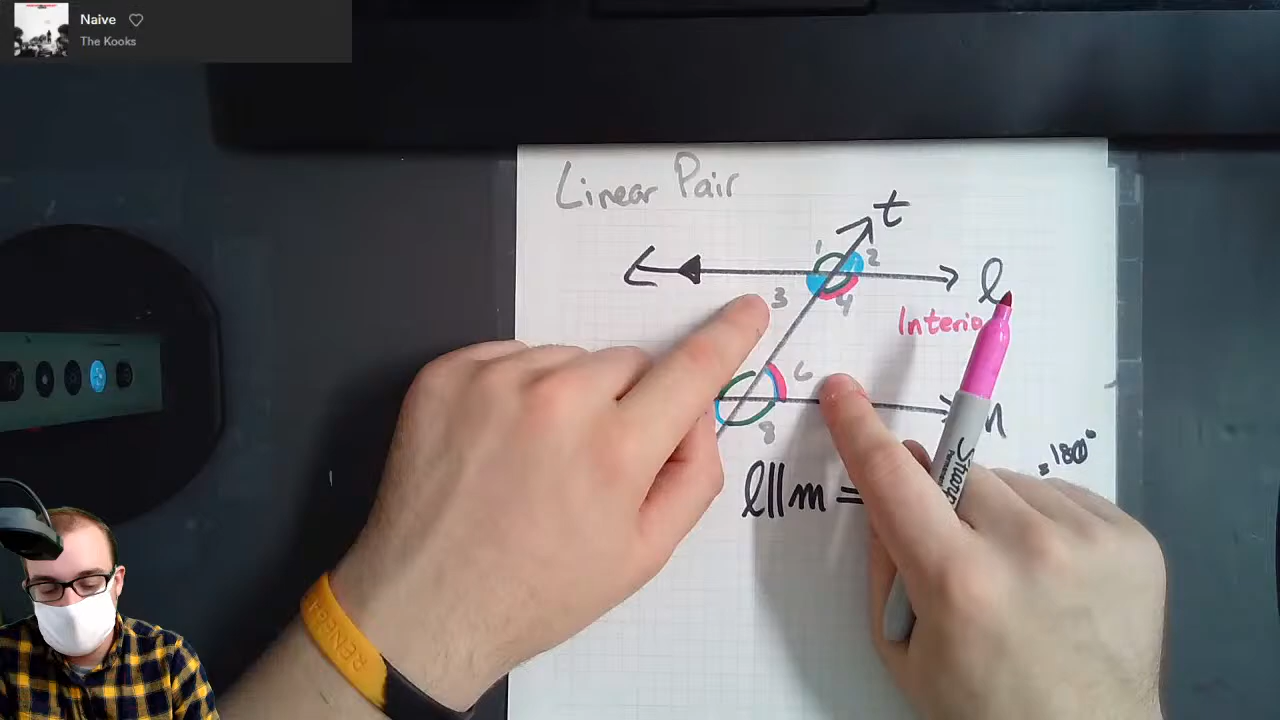 Naive
The Kooks
Linear Pair
t
1
2
l
3
4
Interio
6
8
=180°
l||m =